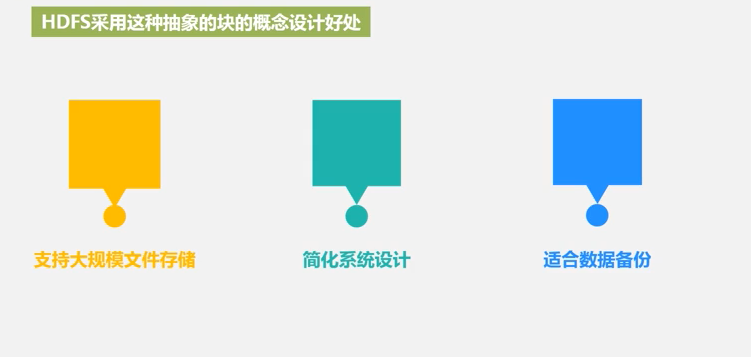 HDFS采用这种抽象的块的概念设计好处
支持大规模文件存储
简化系统设计
适合数据备份